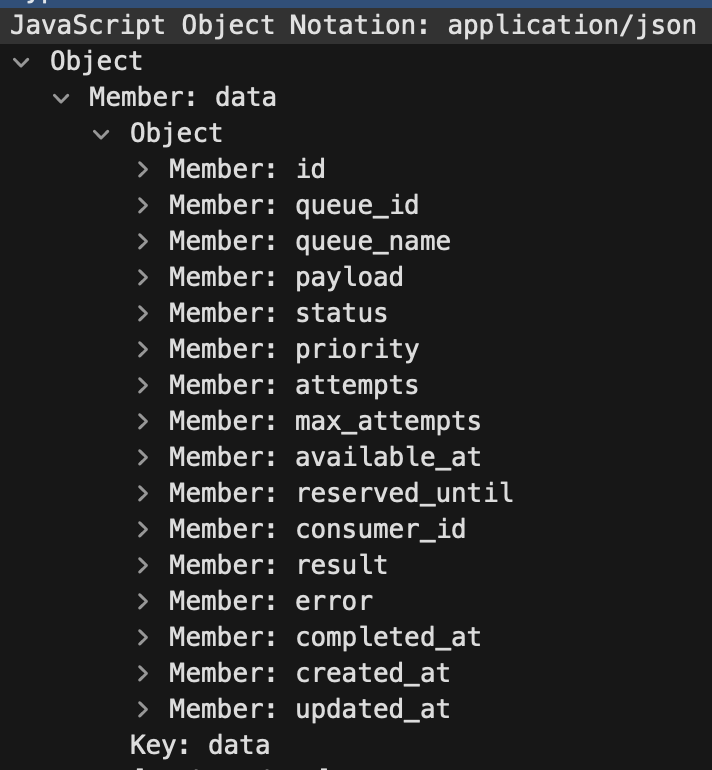 JavaScript Object Notation: application/json
Object
Member: data
Object
Member: id
Member: queue_id
Member: queue_name
Member: payload
Member: status
Member: priority
Member: attempts
Member: max_attempts
Member: available_at
Member: reserved_until
Member: consumer_id
Member: result
Member: error
Member: completed_at
Member: created_at
Member: updated_at
Key: data